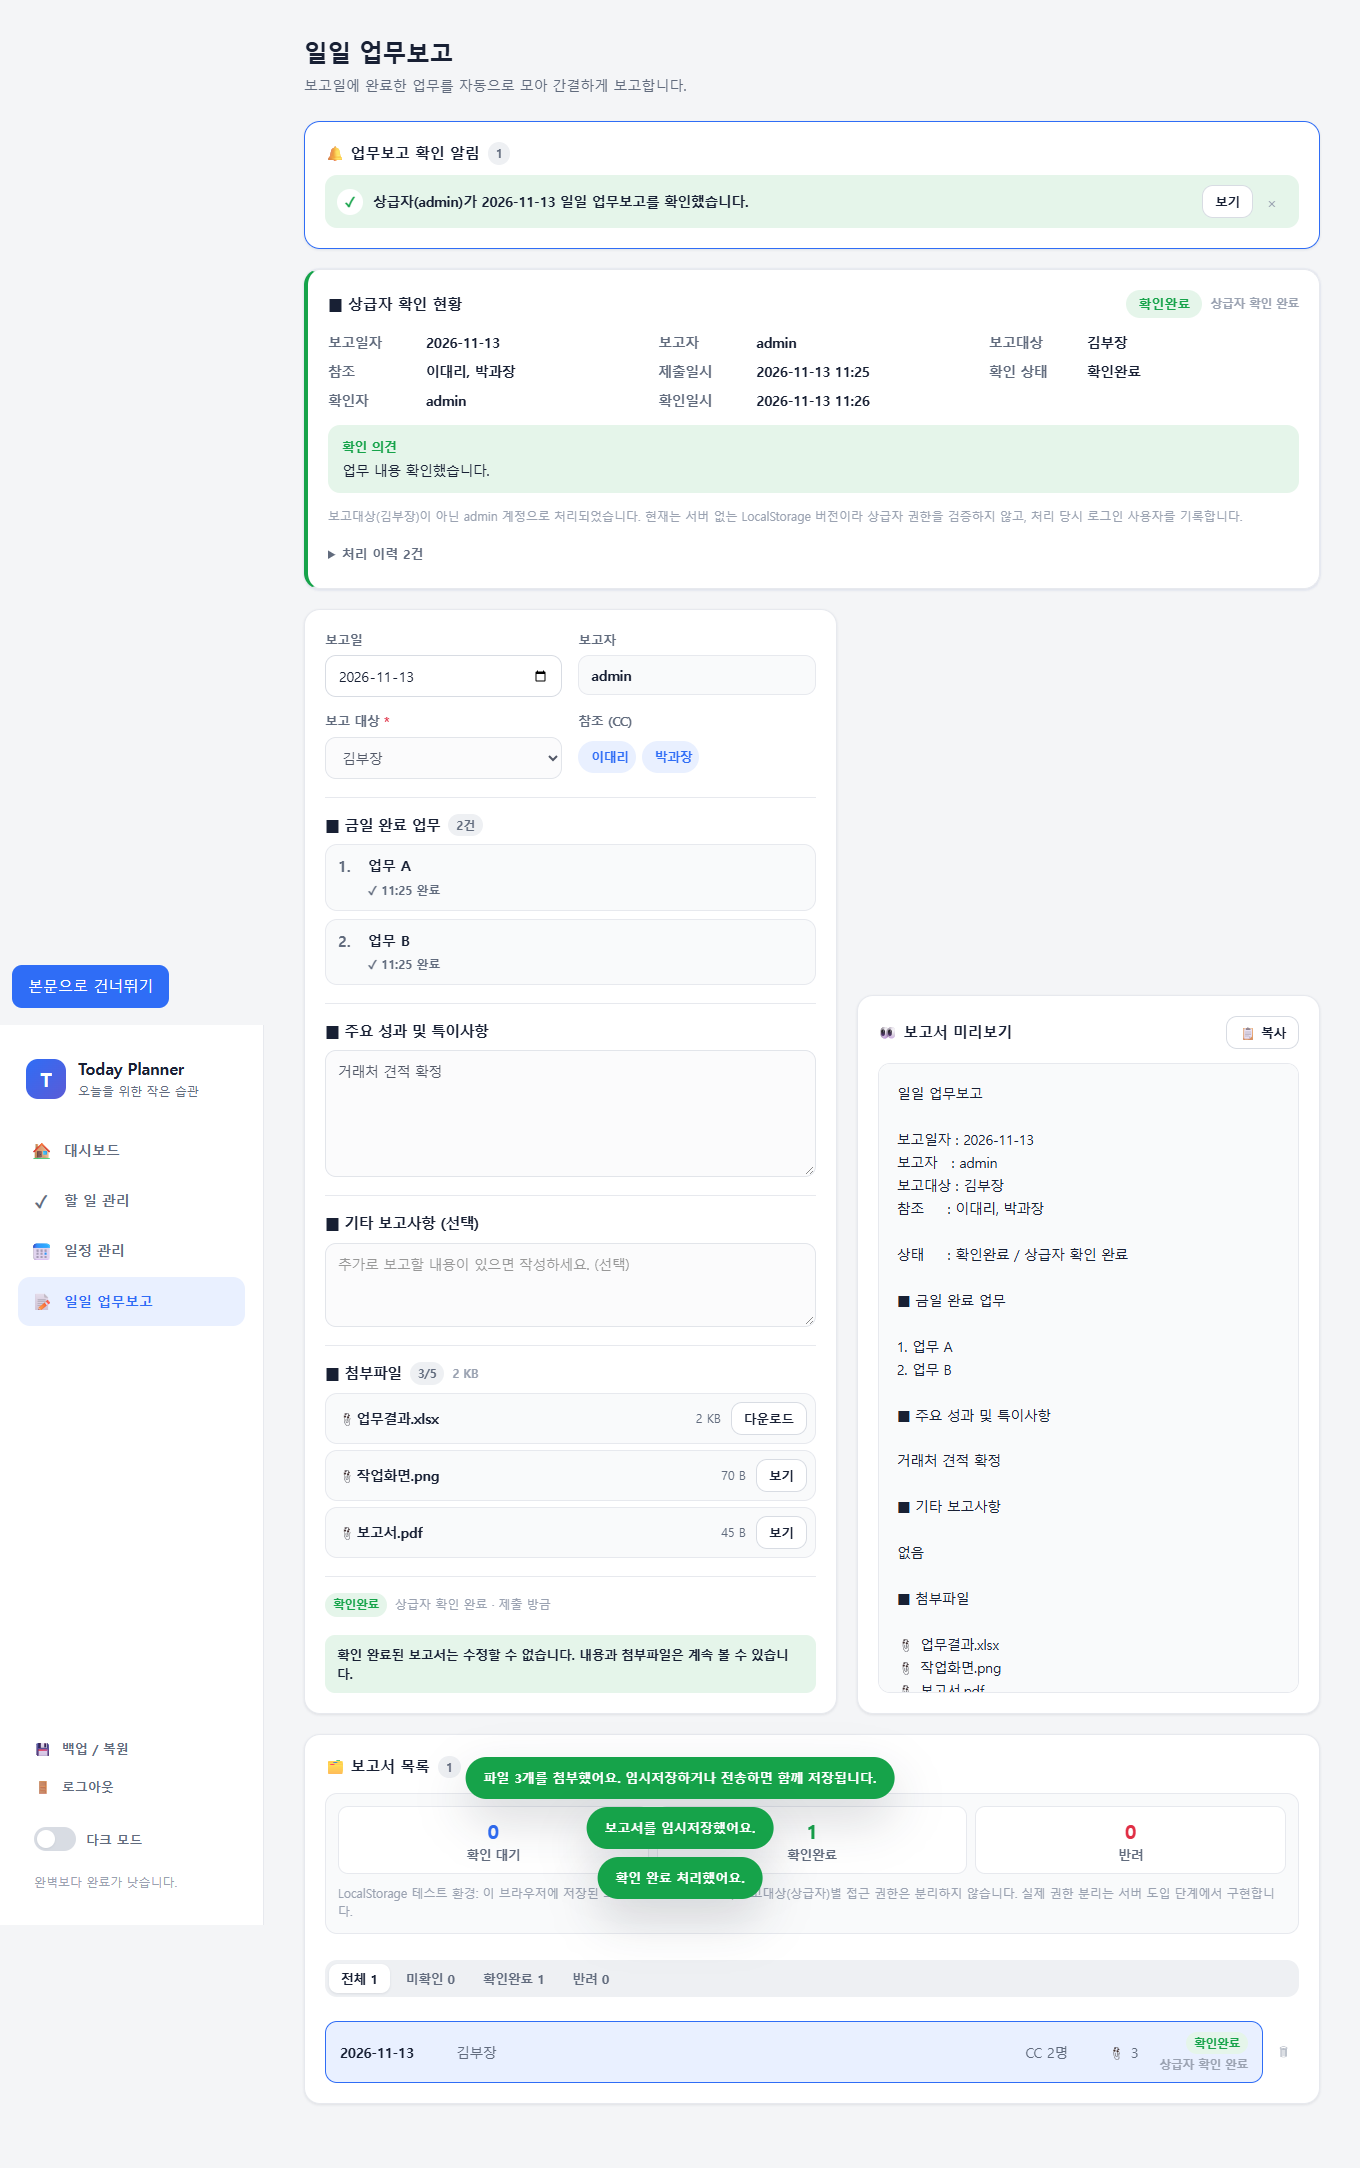 일일 업무보고
보고일에 완료한 업무를 자동으로 모아 간결하게 보고합니다.
업무보고 확인 알림 1
상급자(admin)가 2026-11-13 일일 업무보고를 확인했습니다.
보기
×
■ 상급자 확인 현황
확인완료 상급자 확인 완료
보고일자 2026-11-13 보고자 admin 보고대상 김부장
참조 이대리, 박과장 제출일시 2026-11-13 11:25 확인 상태 확인완료
확인자 admin 확인일시 2026-11-13 11:26
확인 의견
업무 내용 확인했습니다.
보고대상(김부장)이 아닌 admin 계정으로 처리되었습니다. 현재는 서버 없는 LocalStorage 버전이라 상급자 권한을 검증하지 않고, 처리 당시 로그인 사용자를 기록합니다.
▶ 처리 이력 2건
보고일 보고자
2026-11-13 admin
보고 대상 * 참조 (CC)
김부장 이대리 박과장
■ 금일 완료 업무 2건
1. 업무 A
✓ 11:25 완료
2. 업무 B
✓ 11:25 완료
■ 주요 성과 및 특이사항
거래처 견적 확정
■ 기타 보고사항 (선택)
추가로 보고할 내용이 있으면 작성하세요. (선택)
■ 첨부파일 3/5 2 KB
업무결과.xlsx 2 KB 다운로드
작업화면.png 70 B 보기
보고서.pdf 45 B 보기
확인완료 상급자 확인 완료 · 제출 방금
확인 완료된 보고서는 수정할 수 없습니다. 내용과 첨부파일은 계속 볼 수 있습니
다.
본문으로 건너뛰기
T
Today Planner
오늘을 위한 작은 습관
대시보드
할 일 관리
일정 관리
일일 업무보고
백업 / 복원
로그아웃
다크 모드
완벽보다 완료가 낫습니다.
보고서 미리보기
복사
일일 업무보고
보고일자 : 2026-11-13
보고자 : admin
보고대상 : 김부장
참조 : 이대리, 박과장
상태 : 확인완료 / 상급자 확인 완료
■ 금일 완료 업무
1. 업무 A
2. 업무 B
■ 주요 성과 및 특이사항
거래처 견적 확정
■ 기타 보고사항
없음
■ 첨부파일
업무결과.xlsx
작업화면.png
보고서.pdf
보고서 목록 1
파일 3개를 첨부했어요. 임시저장하거나 전송하면 함께 저장됩니다.
보고서를 임시저장했어요.
확인 완료 처리했어요.
0
확인 대기
1
확인완료
0
반려
LocalStorage 테스트 환경: 이 브라우저에 저장된 고대상(상급자)별 접근 권한은 분리하지 않습니다. 실제 권한 분리는 서버 도입 단계에서 구현합니
다.
전체 1 미확인 0 확인완료 1 반려 0
2026-11-13 김부장 CC 2명 3 확인완료
상급자 확인 완료